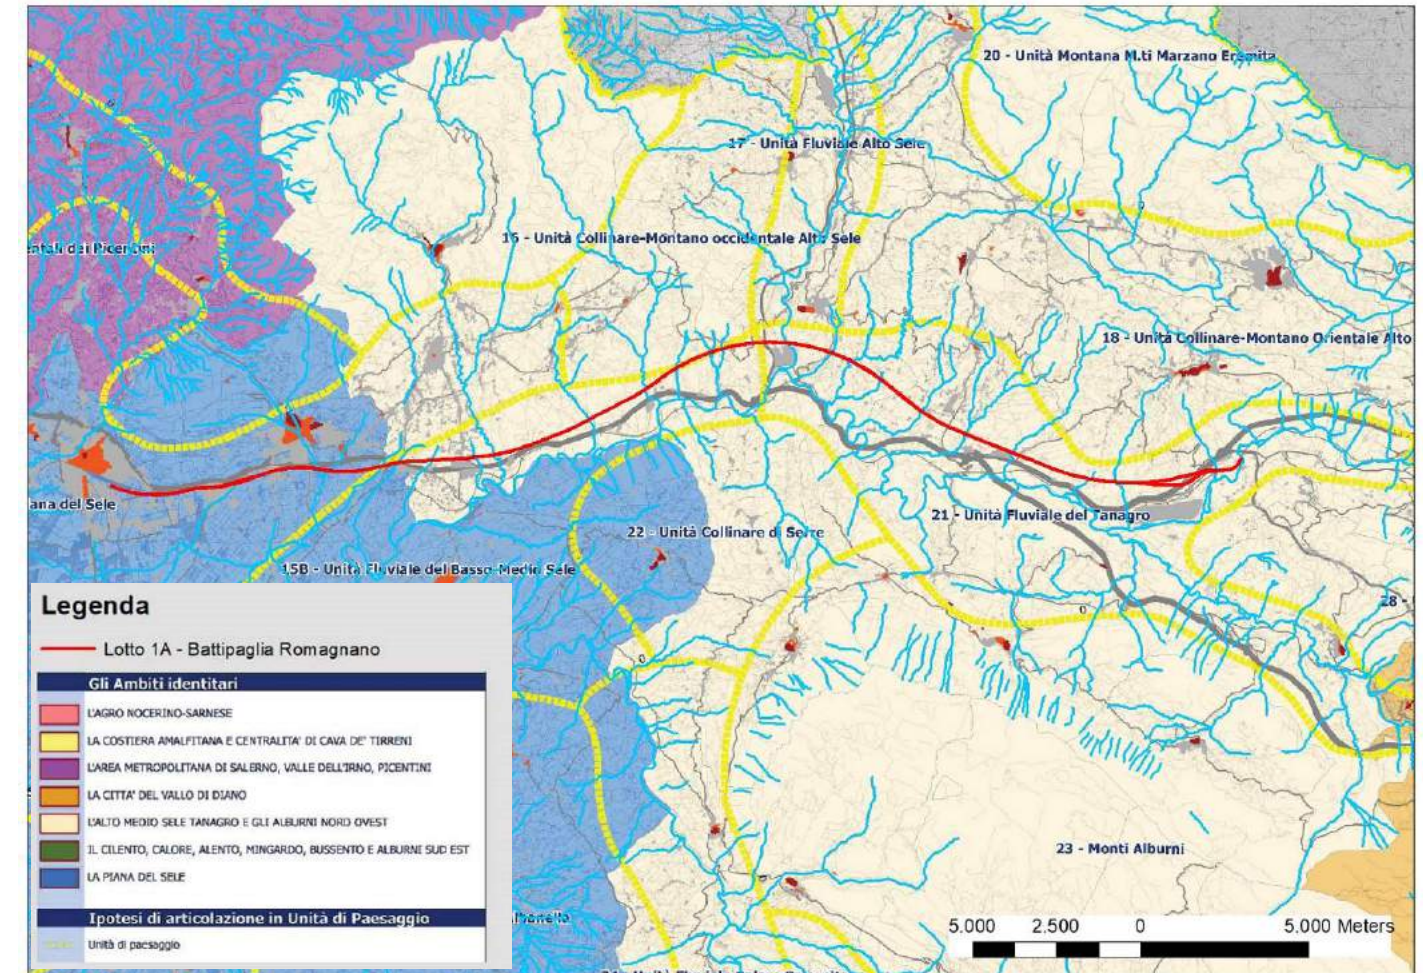 20 - Unità Montana M.ti Marzano Eremita
17 - Unità Fluviale Alto Sele
16 - Unità Collinare-Montano occidentale Alto Sele
entali dei Picentini
18 - Unità Collinare-Montano Orientale Alto
ana del Sele
21 - Unità Fluviale del Tanagro
22 - Unità Collinare di Serre
15B - Unità Fluviale del Basso Medio Sele
28 -
23 - Monti Alburni
Legenda
Lotto 1A - Battipaglia Romagnano
Gli Ambiti identitari
L'AGRO NOCERINO-SARNESE
LA COSTIERA AMALFITANA E CENTRALITA' DI CAVA DE' TIRRENI
L'AREA METROPOLITANA DI SALERNO, VALLE DELL'IRNO, PICENTINI
LA CITTA' DEL VALLO DI DIANO
L'ALTO MEDIO SELE TANAGRO E GLI ALBURNI NORD OVEST
IL CILENTO, CALORE, ALENTO, MINGARDO, BUSSENTO E ALBURNI SUD EST
LA PIANA DEL SELE
Ipotesi di articolazione in Unità di Paesaggio
Unità di paesaggio
5.000 2.500 0 5.000 Meters